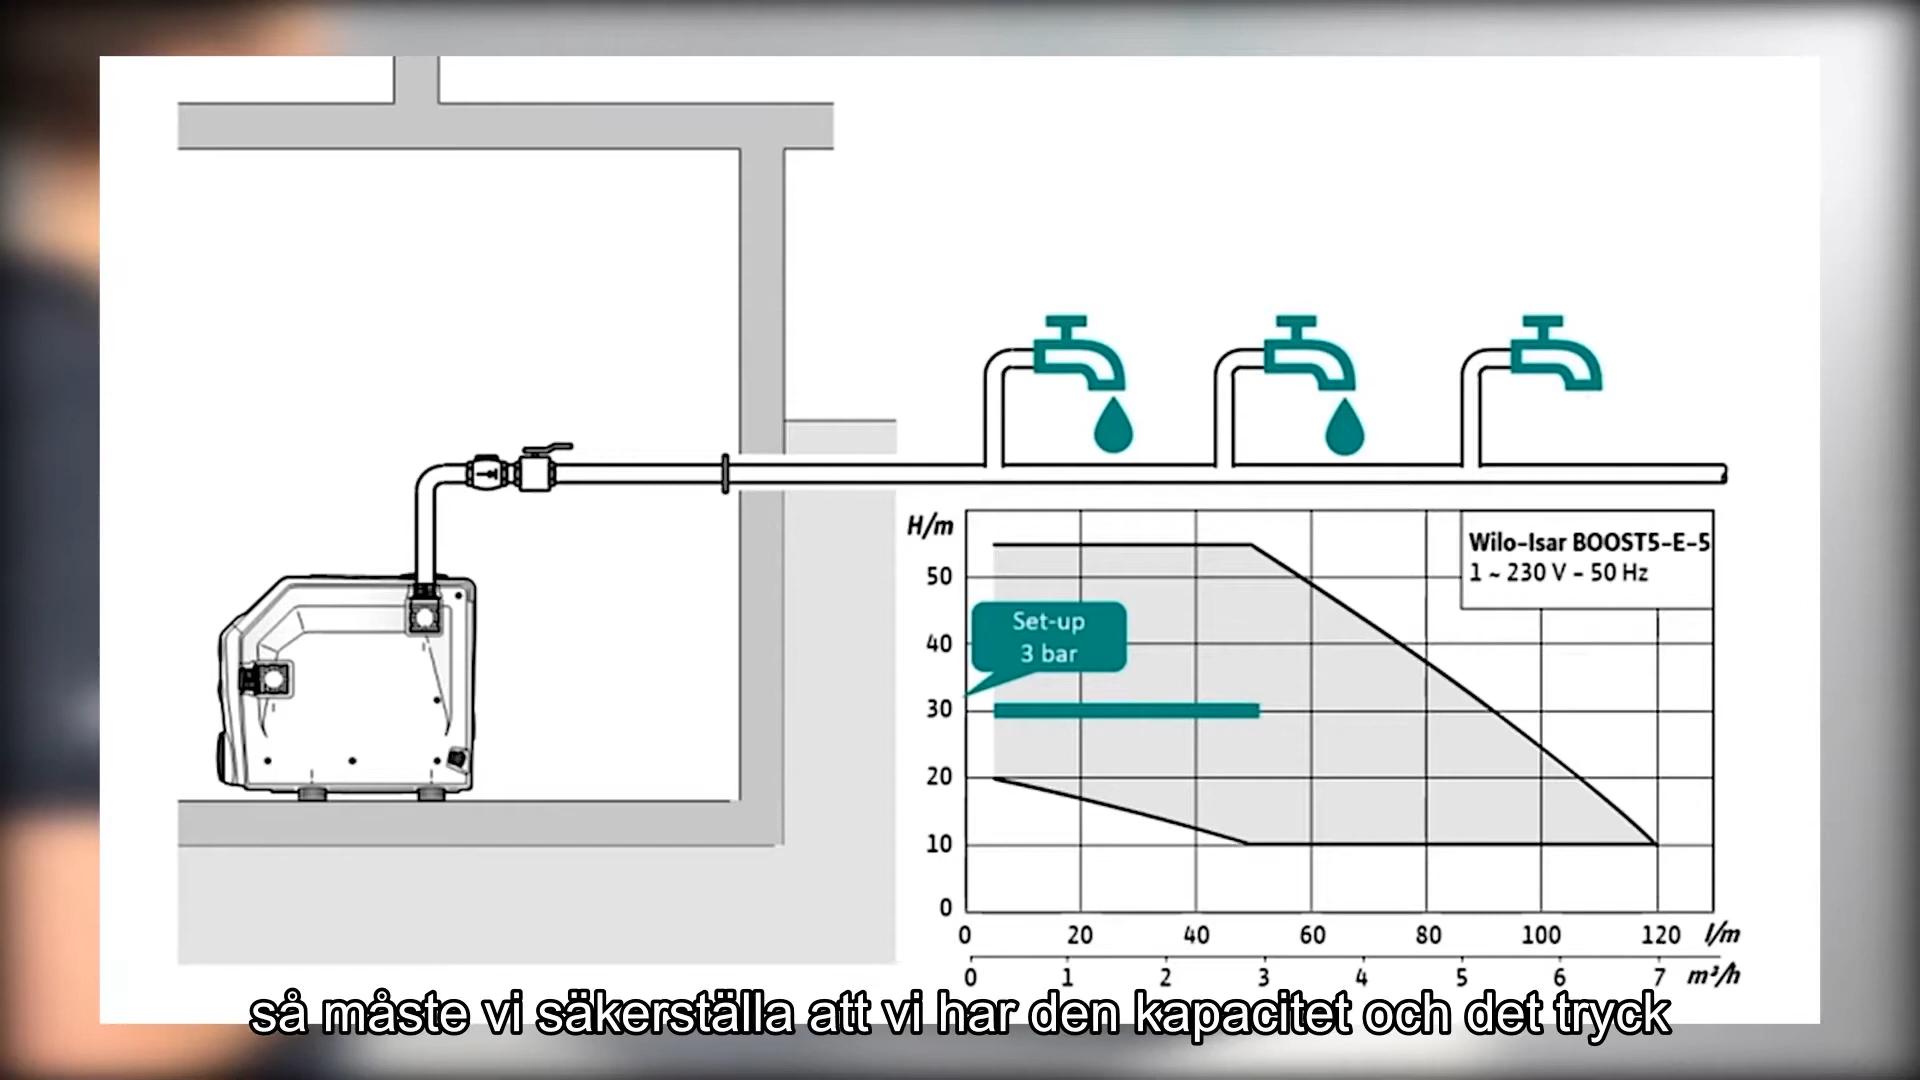 H/m
Wilo-Isar BOOST5-E-5
1 ~ 230 V - 50 Hz
50
Set-up
3 bar
40
30
20
10
0
0 20 40 60 80 100 120 l/m
0 1 2 3 4 5 6 7 m³/h
så måste vi säkerställa att vi har den kapacitet och det tryck